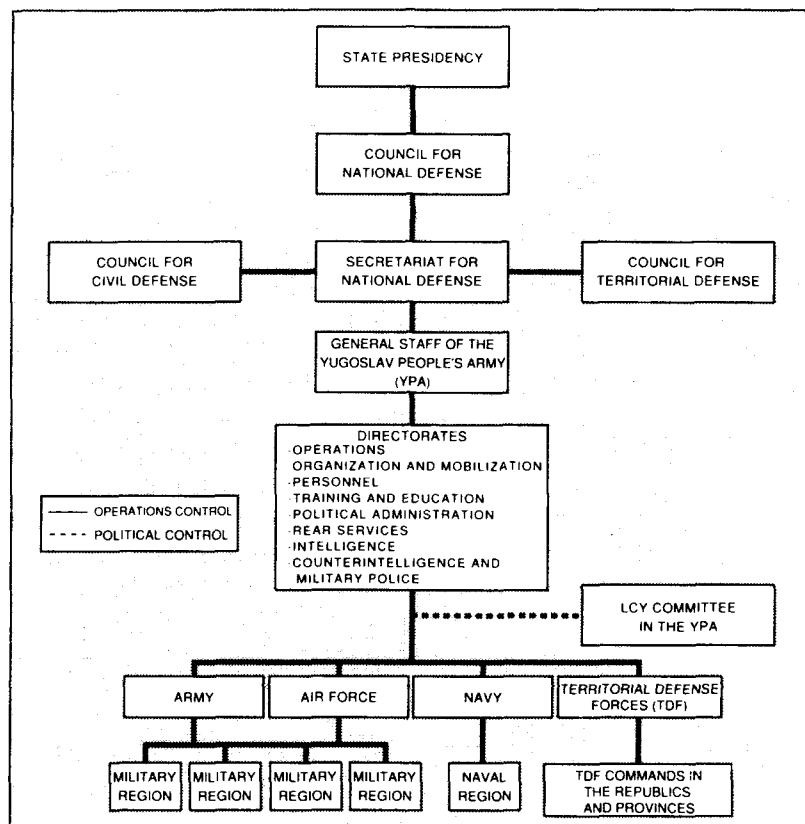 STATE PRESIDENCY
COUNCIL FOR
NATIONAL DEFENSE
COUNCIL FOR
CIVIL DEFENSE
SECRETARIAT FOR
NATIONAL DEFENSE
COUNCIL FOR
TERRITORIAL DEFENSE
GENERAL STAFF OF THE
YUGOSLAV PEOPLE'S ARMY
(YPA)
DIRECTORATES
-OPERATIONS
ORGANIZATION AND MOBILIZATION
-PERSONNEL
-TRAINING AND EDUCATION
-POLITICAL ADMINISTRATION
-REAR SERVICES
-INTELLIGENCE
-COUNTERINTELLIGENCE AND
MILITARY POLICE
OPERATIONS CONTROL
POLITICAL CONTROL
LCY COMMITTEE
IN THE YPA
ARMY
AIR FORCE
NAVY
TERRITORIAL DEFENSE
FORCES (TDF)
MILITARY
REGION
MILITARY
REGION
MILITARY
REGION
MILITARY
REGION
NAVAL
REGION
TDF COMMANDS IN
THE REPUBLICS
AND PROVINCES